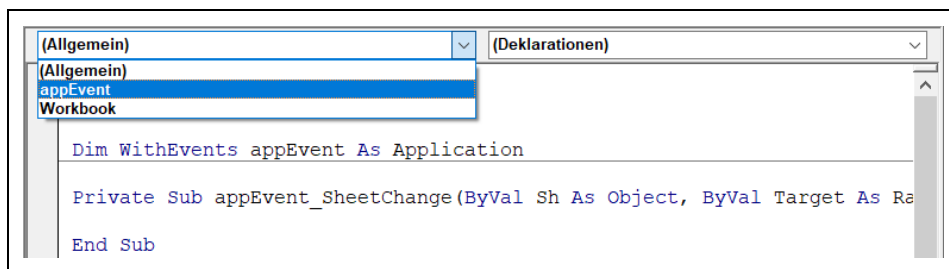 (Allgemein) (Deklarationen)
(Allgemein)
appEvent
Workbook
Dim WithEvents appEvent As Application
Private Sub appEvent_SheetChange(ByVal Sh As Object, ByVal Target As Ra
End Sub